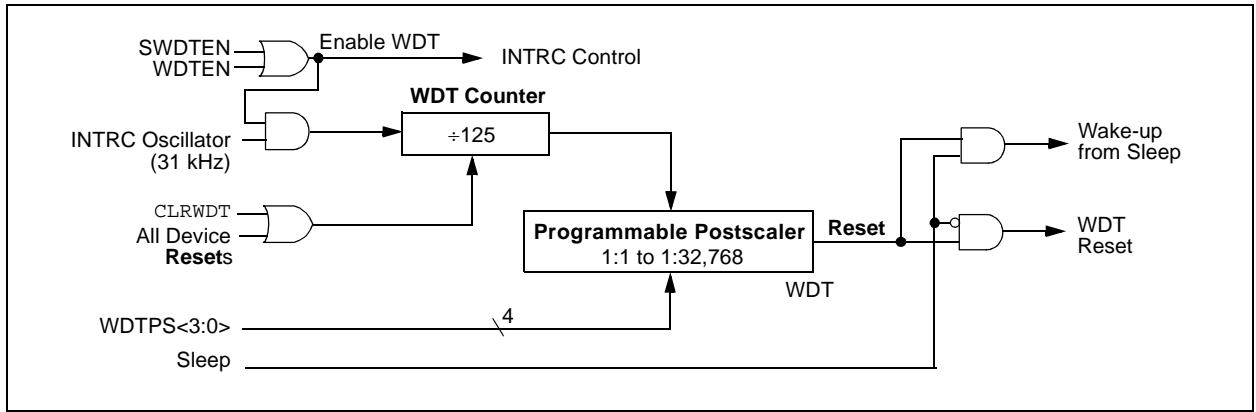 SWDTEN
WDTEN
Enable WDT
INTRC Control
WDT Counter
÷125
INTRC Oscillator
(31 kHz)
Wake-up
from Sleep
CLRWDT
All Device
Resets
Programmable Postscaler
1:1 to 1:32,768
Reset
WDT
Reset
WDT
WDTPS<3:0>
4
Sleep